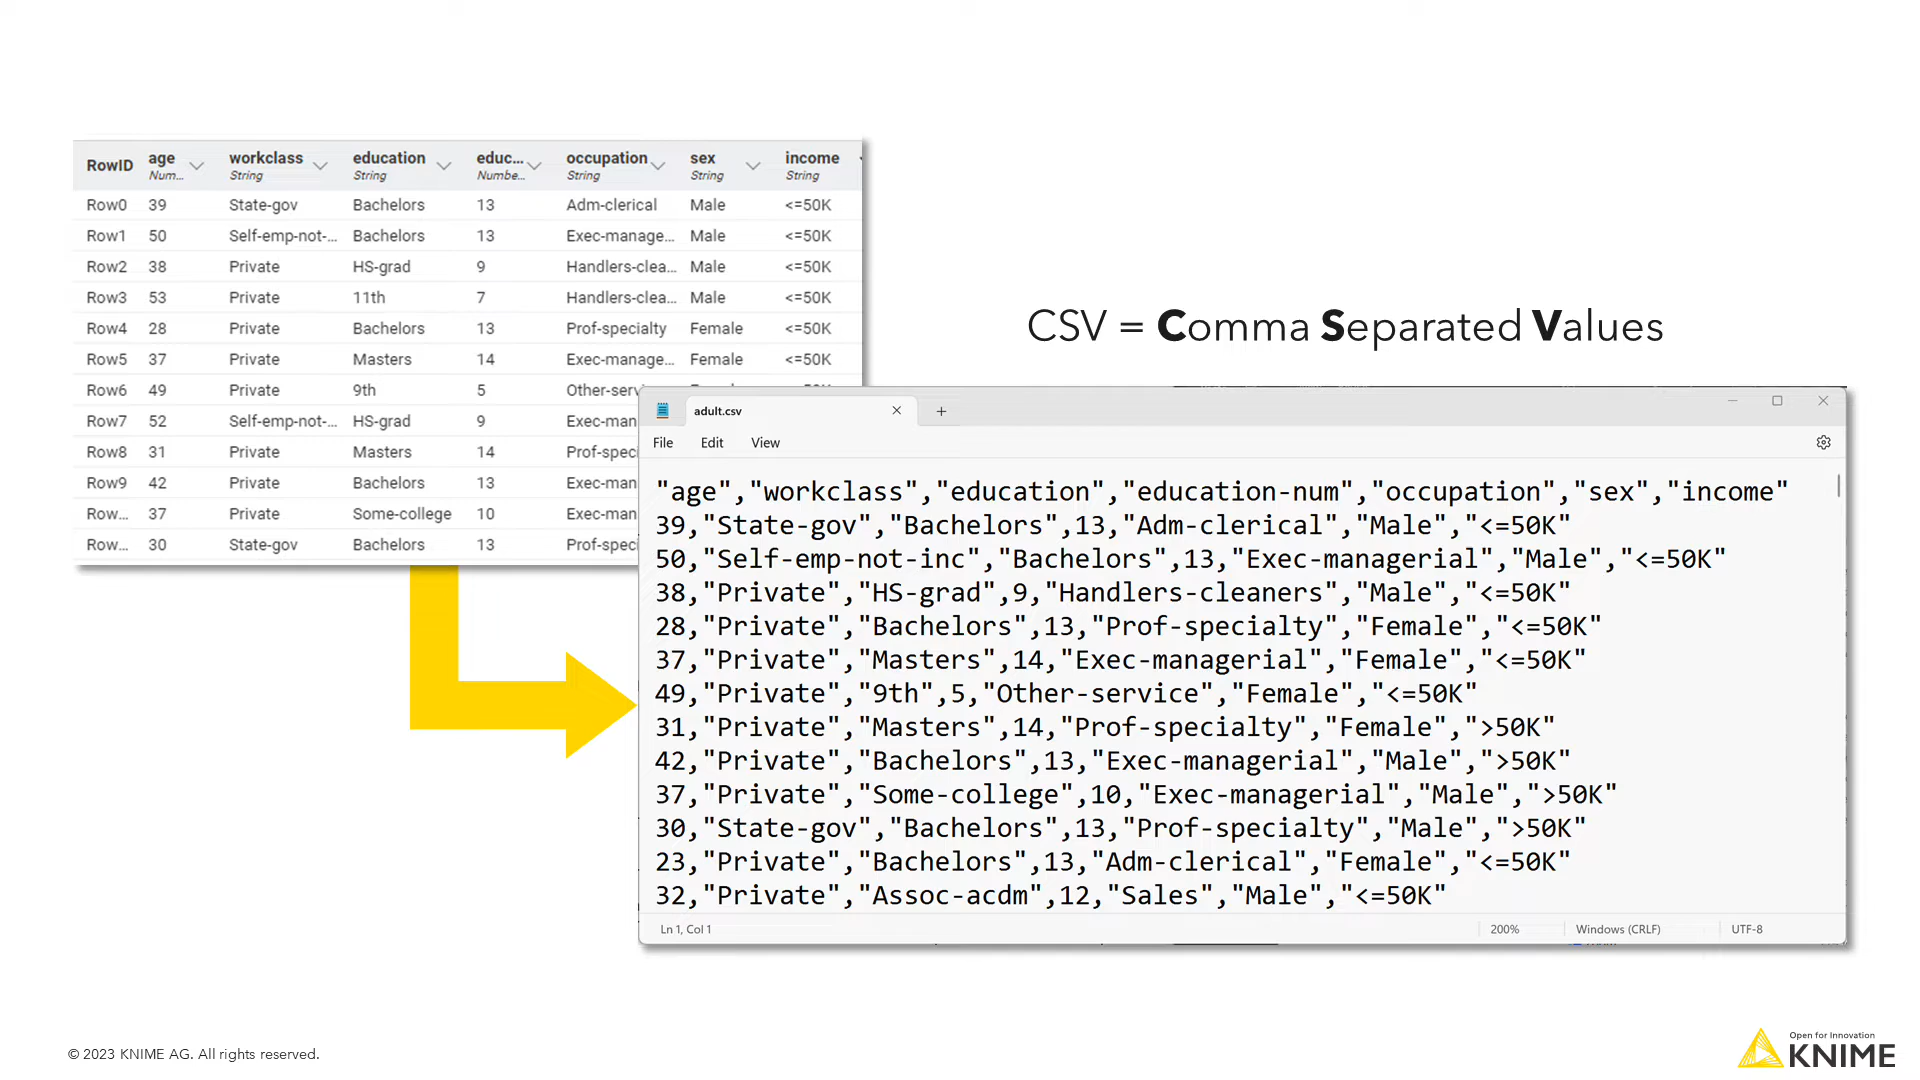 RowID age workclass education educ... occupation sex income
Num... String String Numbe... String String String
Row0 39 State-gov Bachelors 13 Adm-clerical Male <=50K
Row1 50 Self-emp-not-... Bachelors 13 Exec-manage... Male <=50K
Row2 38 Private HS-grad 9 Handlers-clea... Male <=50K
Row3 53 Private 11th 7 Handlers-clea... Male <=50K
Row4 28 Private Bachelors 13 Prof-specialty Female <=50K
Row5 37 Private Masters 14 Exec-manage... Female <=50K
Row6 49 Private 9th 5 Other-serv
Row7 52 Self-emp-not-... HS-grad 9 Exec-man
Row8 31 Private Masters 14 Prof-speci
Row9 42 Private Bachelors 13 Exec-man
Row... 37 Private Some-college 10 Exec-man
Row... 30 State-gov Bachelors 13 Prof-speci
CSV = Comma Separated Values
adult.csv
File Edit View
"age","workclass","education","education-num","occupation","sex","income"
39,"State-gov","Bachelors",13,"Adm-clerical","Male","<=50K"
50,"Self-emp-not-inc","Bachelors",13,"Exec-managerial","Male","<=50K"
38,"Private","HS-grad",9,"Handlers-cleaners","Male","<=50K"
28,"Private","Bachelors",13,"Prof-specialty","Female","<=50K"
37,"Private","Masters",14,"Exec-managerial","Female","<=50K"
49,"Private","9th",5,"Other-service","Female","<=50K"
31,"Private","Masters",14,"Prof-specialty","Female",">50K"
42,"Private","Bachelors",13,"Exec-managerial","Male",">50K"
37,"Private","Some-college",10,"Exec-managerial","Male",">50K"
30,"State-gov","Bachelors",13,"Prof-specialty","Male",">50K"
23,"Private","Bachelors",13,"Adm-clerical","Female","<=50K"
32,"Private","Assoc-acdm",12,"Sales","Male","<=50K"
Ln 1, Col 1 200% Windows (CRLF) UTF-8
© 2023 KNIME AG. All rights reserved.
Open for Innovation
KNIME